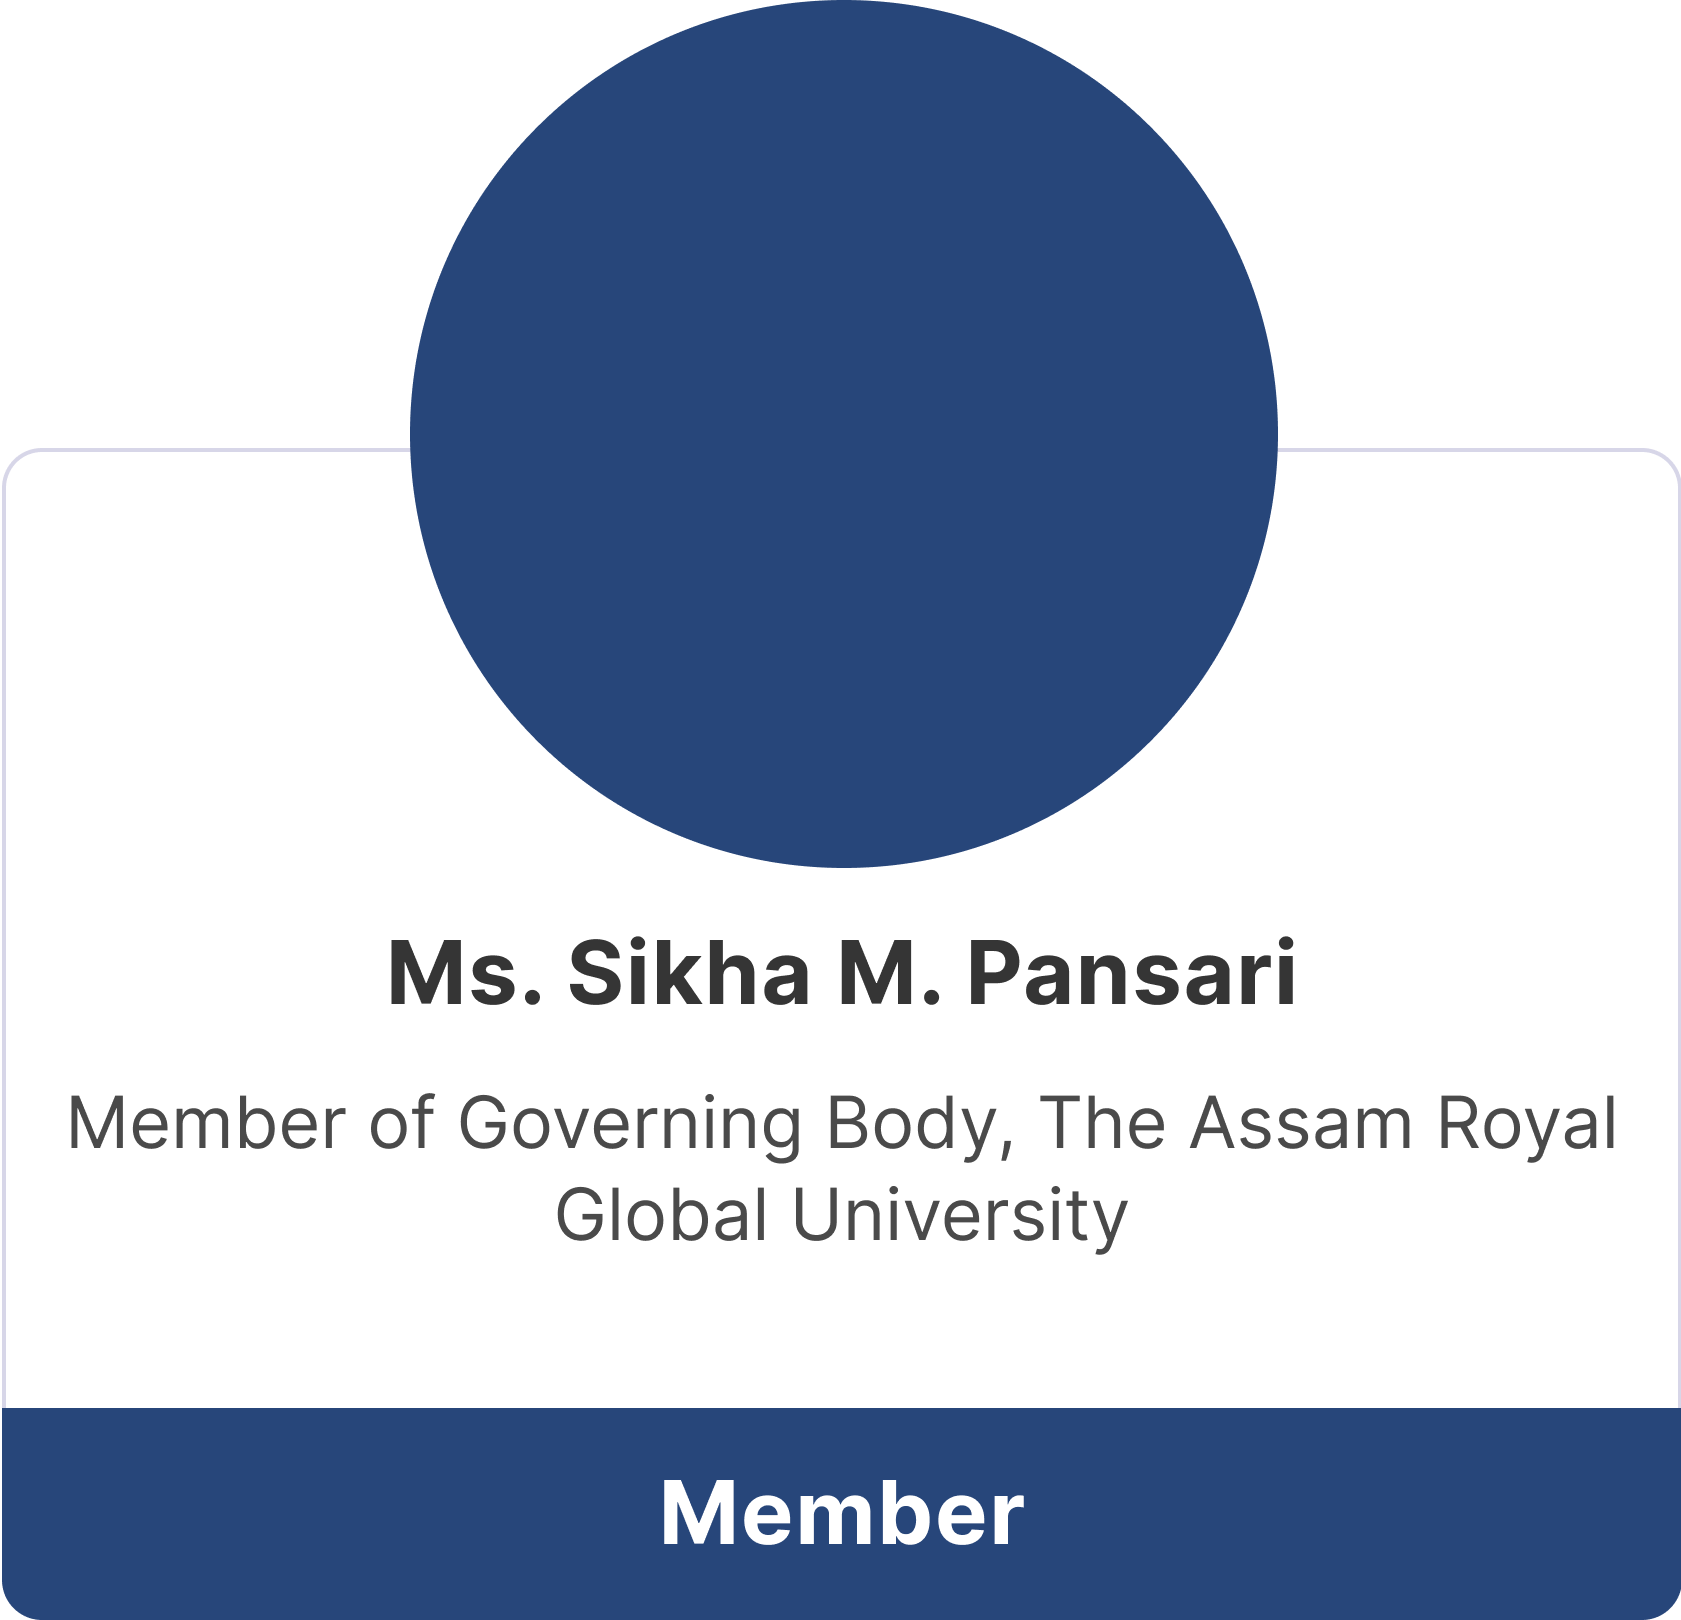 Ms. Sikha M. Pansari
Member of Governing Body, The Assam Royal
Global University
Member